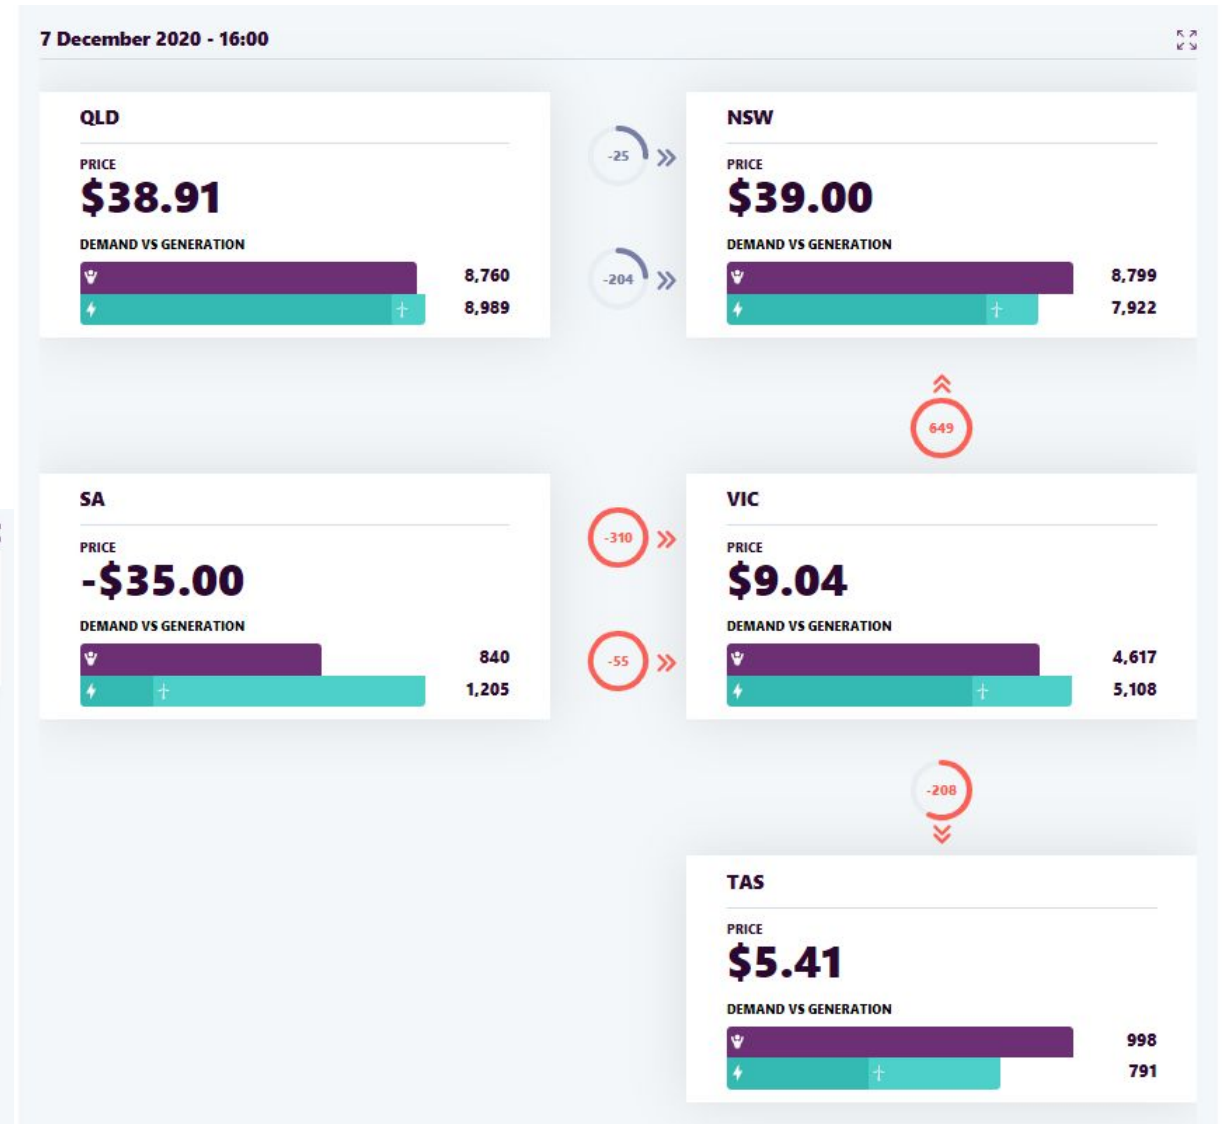 7 December 2020 - 16:00
QLD
PRICE
$38.91
DEMAND VS GENERATION
8,760
8,989
-25
-204
NSW
PRICE
$39.00
DEMAND VS GENERATION
8,799
7,922
649
SA
PRICE
-$35.00
DEMAND VS GENERATION
840
1,205
-310
-55
VIC
PRICE
$9.04
DEMAND VS GENERATION
4,617
5,108
-208
TAS
PRICE
$5.41
DEMAND VS GENERATION
998
791